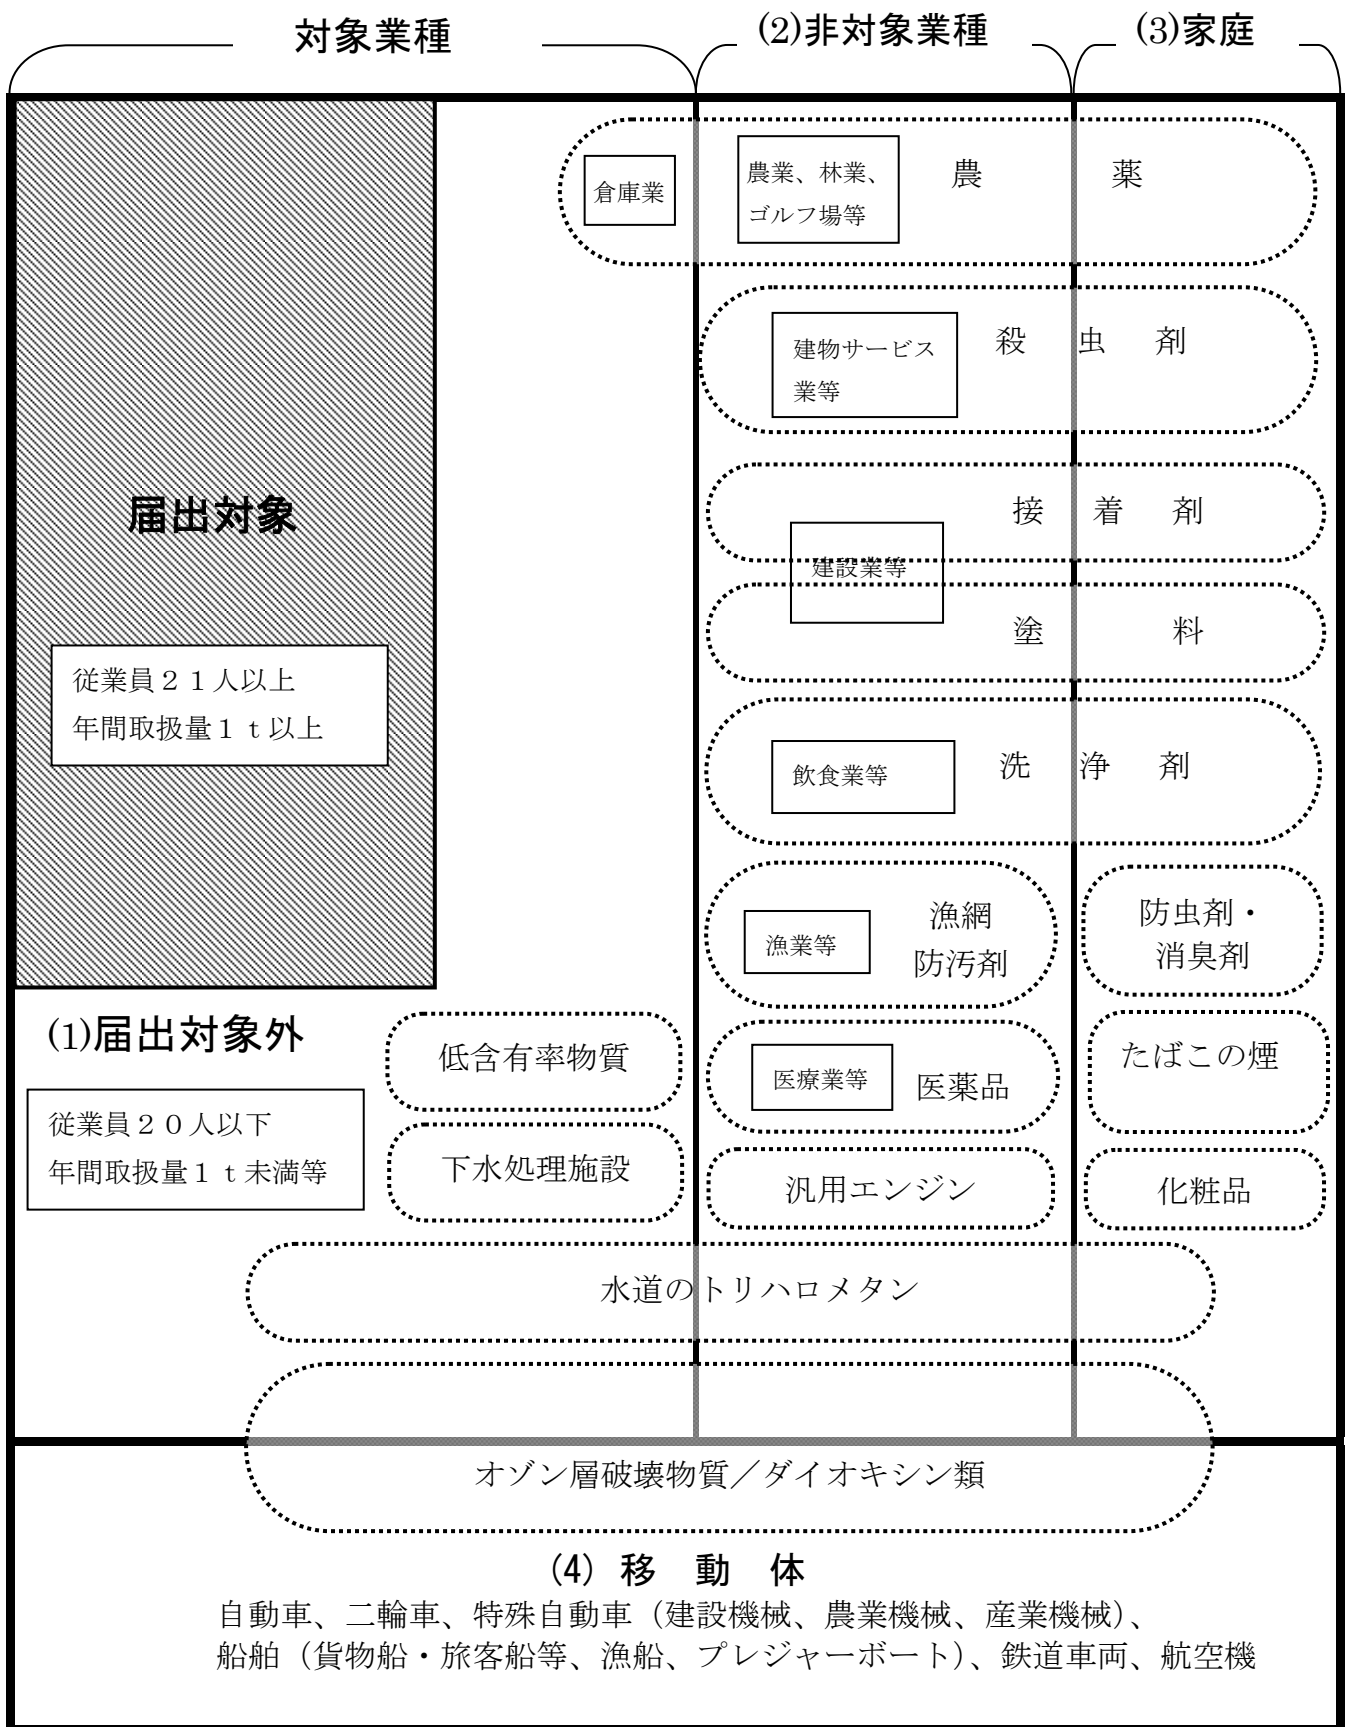 対象業種
(2)非対象業種
(3)家庭
倉庫業
農業、林業、
ゴルフ場等
農　薬
建物サービス
業等
殺　虫　剤
届出対象
従業員２１人以上
年間取扱量１ｔ以上
接　着　剤
建設業等
塗　料
飲食業等
洗　浄　剤
漁業等
漁網
防汚剤
防虫剤・
消臭剤
(1)届出対象外
従業員２０人以下
年間取扱量１ｔ未満等
低含有率物質
医療業等
医薬品
たばこの煙
下水処理施設
汎用エンジン
化粧品
水道のトリハロメタン
オゾン層破壊物質／ダイオキシン類
(4) 移　動　体
自動車、二輪車、特殊自動車（建設機械、農業機械、産業機械）、
船舶（貨物船・旅客船等、漁船、プレジャーボート）、鉄道車両、航空機